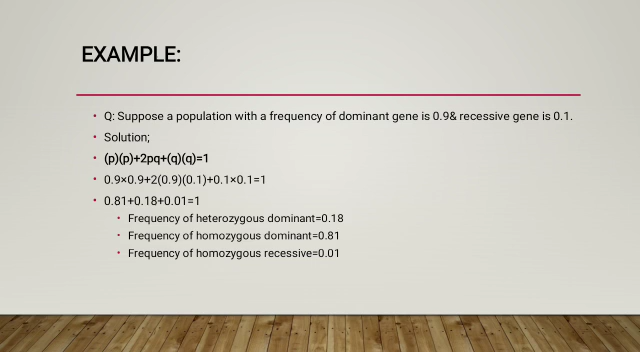 EXAMPLE:
• Q: Suppose a population with a frequency of dominant gene is 0.9& recessive gene is 0.1.
• Solution;
• (p)(p)+2pq+(q)(q)=1
• 0.9×0.9+2(0.9)(0.1)+0.1×0.1=1
• 0.81+0.18+0.01=1
• Frequency of heterozygous dominant=0.18
• Frequency of homozygous dominant=0.81
• Frequency of homozygous recessive=0.01